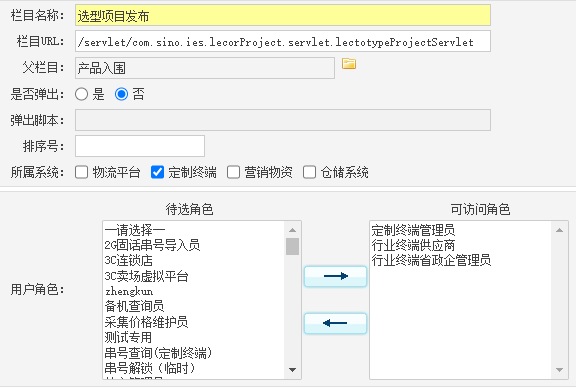 栏目名称： 选型项目发布
栏目URL： /servlet/com.sino.ies.lecorProject.servlet.lectotypeProjectServlet
父栏目： 产品入围
是否弹出： 是 否
弹出脚本：
排序号：
所属系统： 物流平台 定制终端 营销物资 仓储系统
待选角色 可访问角色
用户角色：
一请选择一
2G固话串号导入员
3C连锁店
3C卖场虚拟平台
zhengkun
备机查询员
采集价格维护员
测试专用
串号查询(定制终端)
串号解锁（临时）
定制终端管理员
行业终端供应商
行业终端省政企管理员